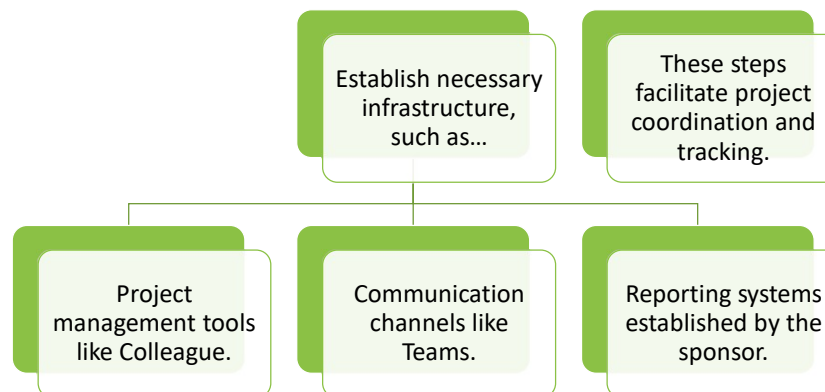 Establish necessary
infrastructure,
such as…
These steps
facilitate project
coordination and
tracking.
Project
management tools
like Colleague.
Communication
channels like
Teams.
Reporting systems
established by the
sponsor.